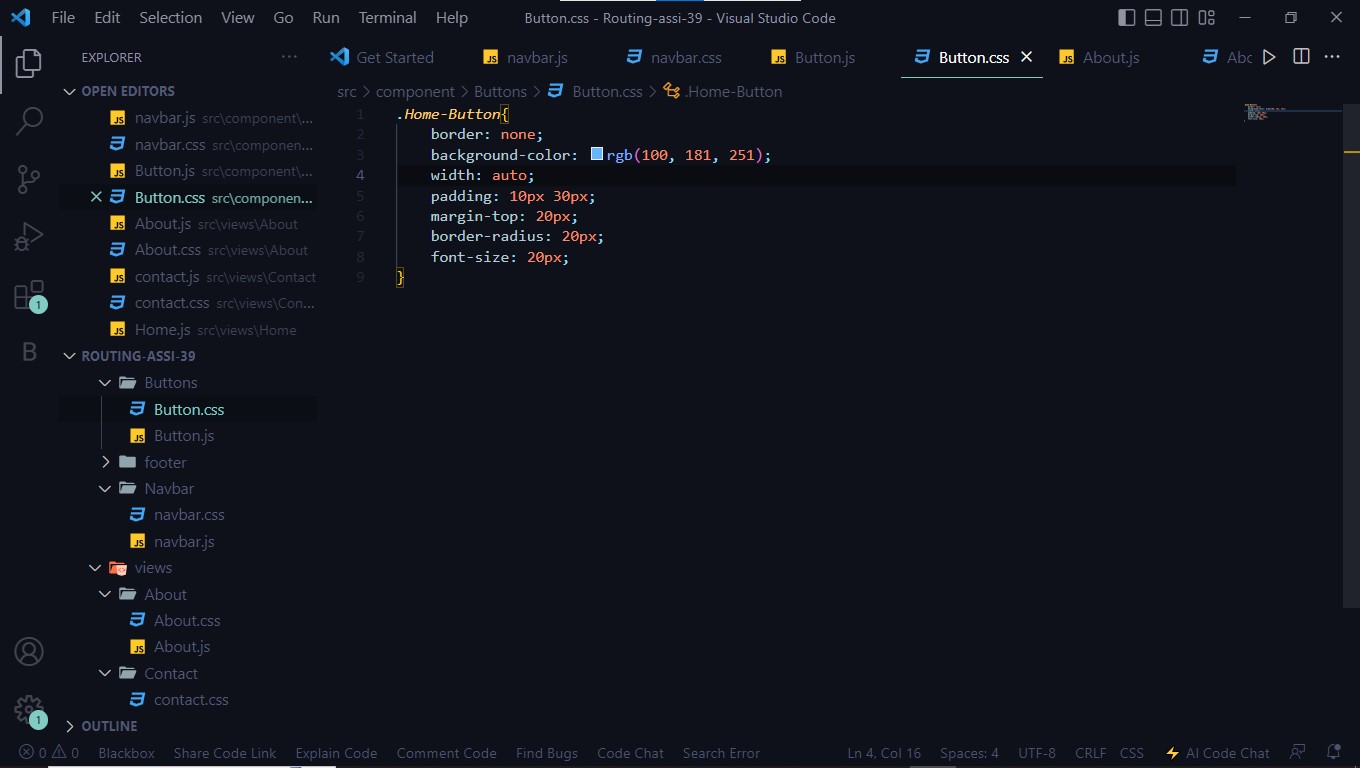 File Edit Selection View Go Run Terminal Help Button.css - Routing-assi-39 - Visual Studio Code
EXPLORER
Get Started navbar.js navbar.css Button.js Button.css About.js Abc
OPEN EDITORS
src > component > Buttons > Button.css > .Home-Button
navbar.js src\component\...
navbar.css src\componen...
Button.js src\component\...
Button.css src\componen...
About.js src\views\About
About.css src\views\About
contact.js src\views\Contact
contact.css src\views\Con...
Home.js src\views\Home
ROUTING-ASSI-39
Buttons
Button.css
Button.js
footer
Navbar
navbar.css
navbar.js
views
About
About.css
About.js
Contact
contact.css
OUTLINE
1
B
1
1 .Home-Button{
2 border: none;
3 background-color: rgb(100, 181, 251);
4 width: auto;
5 padding: 10px 30px;
6 margin-top: 20px;
7 border-radius: 20px;
8 font-size: 20px;
9 }
0 0 Blackbox Share Code Link Explain Code Comment Code Find Bugs Code Chat Search Error Ln 4, Col 16 Spaces: 4 UTF-8 CRLF CSS AI Code Chat